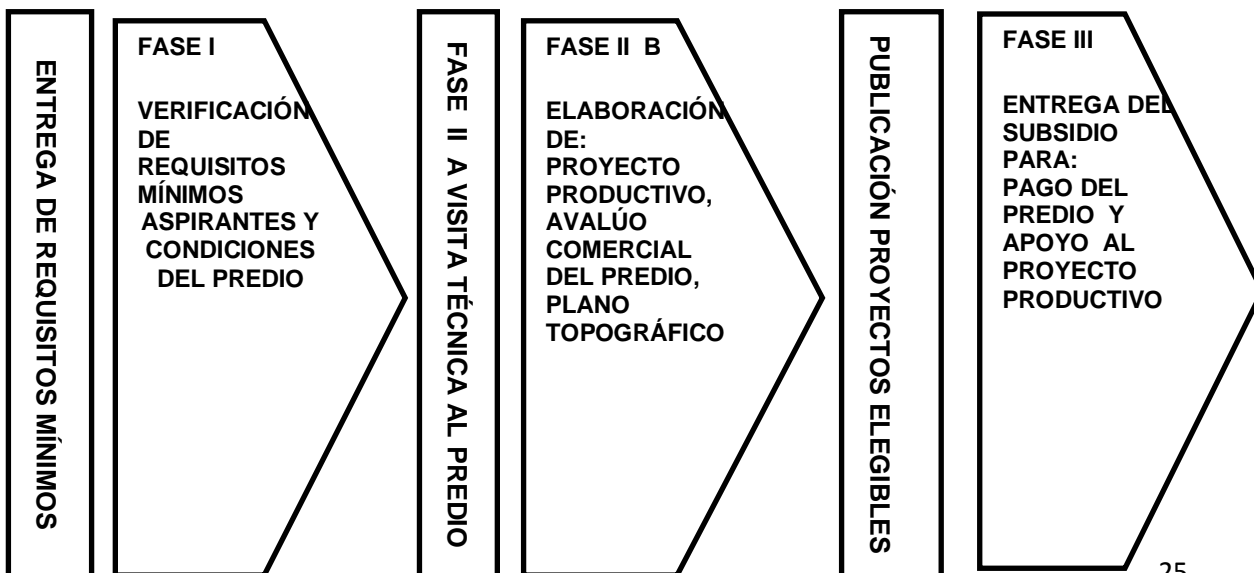 ENTREGA DE REQUISITOS MÍNIMOS
FASE I
VERIFICACIÓN
DE
REQUISITOS
MÍNIMOS
ASPIRANTES Y
CONDICIONES
DEL PREDIO
FASE II A VISITA TÉCNICA AL PREDIO
FASE II B
ELABORACIÓN
DE:
PROYECTO
PRODUCTIVO,
AVALÚO
COMERCIAL
DEL PREDIO,
PLANO
TOPOGRÁFICO
PUBLICACIÓN PROYECTOS ELEGIBLES
FASE III
ENTREGA DEL
SUBSIDIO
PARA:
PAGO DEL
PREDIO Y
APOYO AL
PROYECTO
PRODUCTIVO
25